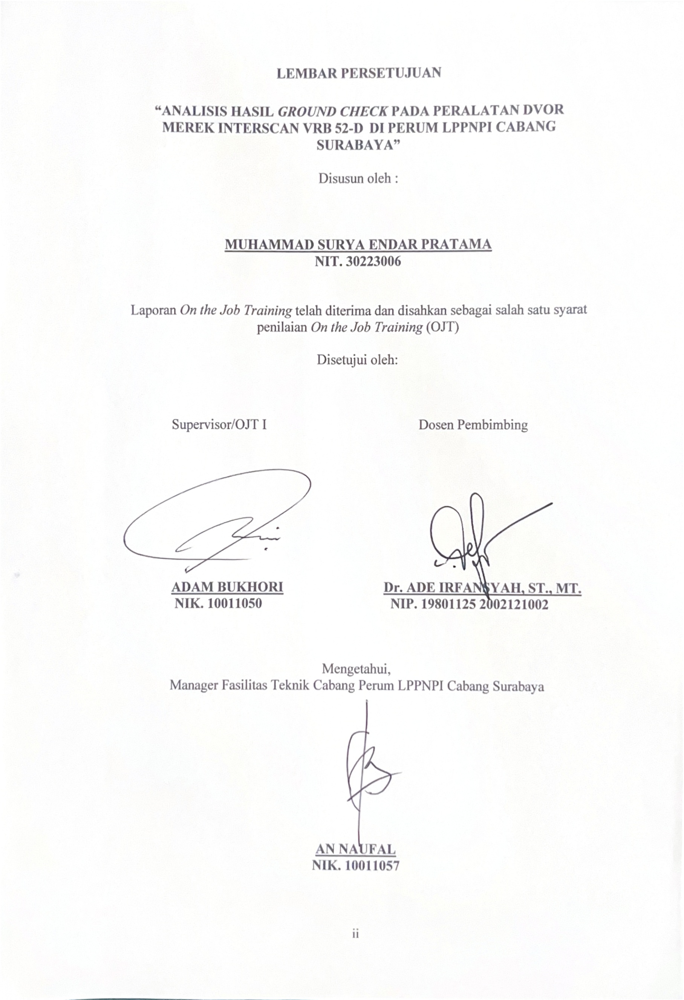 LEMBAR PERSETUJUAN
“ANALISIS HASIL GROUND CHECK PADA PERALATAN DVOR
MEREK INTERSCAN VRB 52-D DI PERUM LPPNPI CABANG
SURABAYA”
Disusun oleh :
MUHAMMAD SURYA ENDAR PRATAMA
NIT. 30223006
Laporan On the Job Training telah diterima dan disahkan sebagai salah satu syarat
penilaian On the Job Training (OJT)
Disetujui oleh:
Supervisor/OJT I
Dosen Pembimbing
ADAM BUKHORI
NIK. 10011050
Dr. ADE IRFANSYAH, ST., MT.
NIP. 19801125 2002121002
Mengetahui,
Manager Fasilitas Teknik Cabang Perum LPPNPI Cabang Surabaya
AN NAUFAL
NIK. 10011057
ii